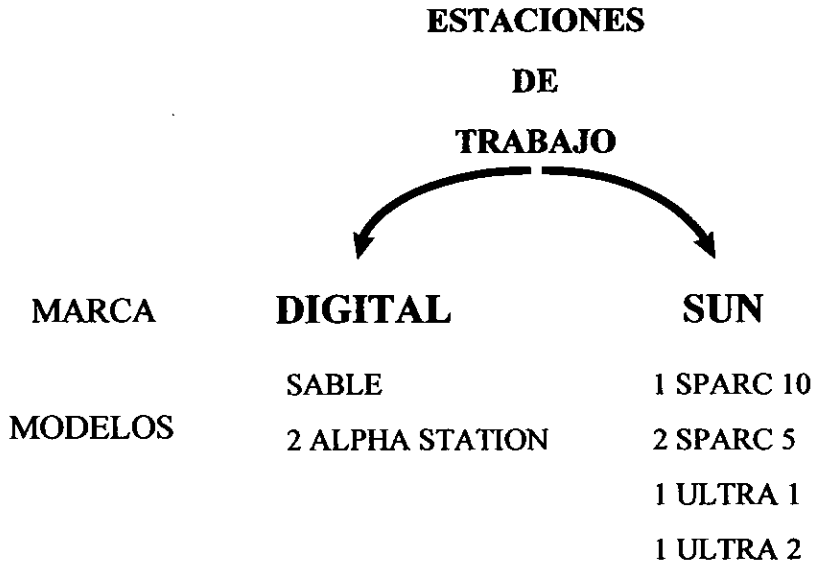 ESTACIONES
DE
TRABAJO
MARCA DIGITAL SUN
SABLE 1 SPARC 10
MODELOS 2 ALPHA STATION 2 SPARC 5
1 ULTRA 1
1 ULTRA 2